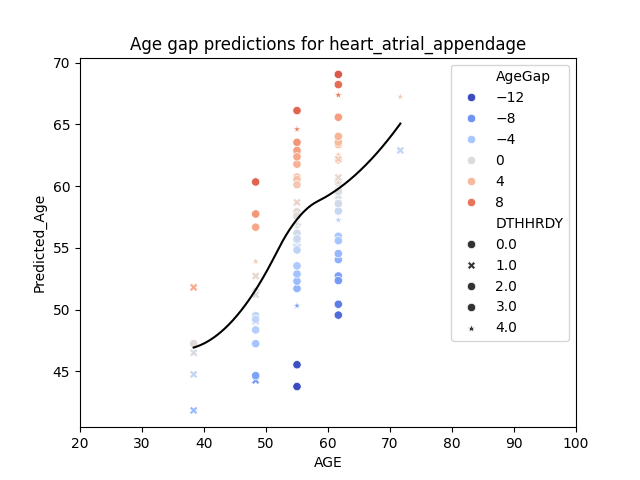 Age gap predictions for heart_atrial_appendage
Predicted_Age
70
65
60
55
50
45
20 30 40 50 60 70 80 90 100
AGE
AgeGap
−12
−8
−4
0
4
8
DTHHRDY
0.0
1.0
2.0
3.0
4.0